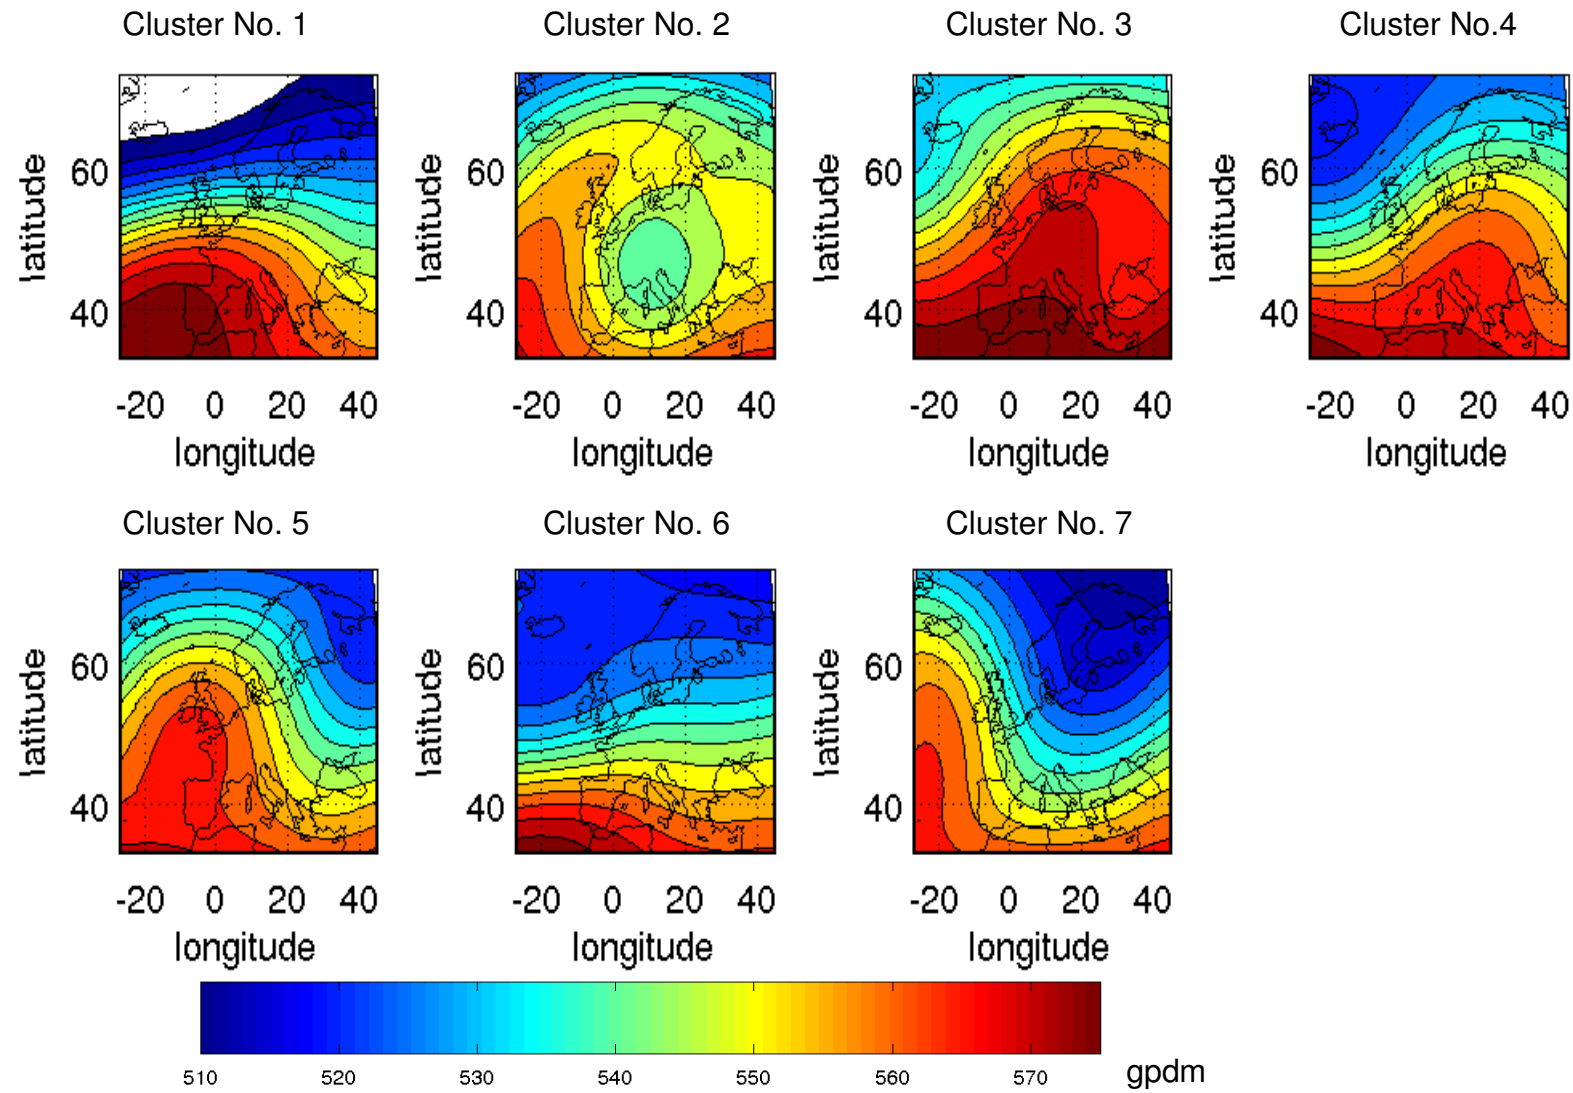 Cluster No. 1
Cluster No. 2
Cluster No. 3
Cluster No.4
latitude
60
40
-20 0 20 40
longitude
latitude
60
40
-20 0 20 40
longitude
latitude
60
40
-20 0 20 40
longitude
latitude
60
40
-20 0 20 40
longitude
Cluster No. 5
Cluster No. 6
Cluster No. 7
latitude
60
40
-20 0 20 40
longitude
latitude
60
40
-20 0 20 40
longitude
latitude
60
40
-20 0 20 40
longitude
510 520 530 540 550 560 570 gpdm